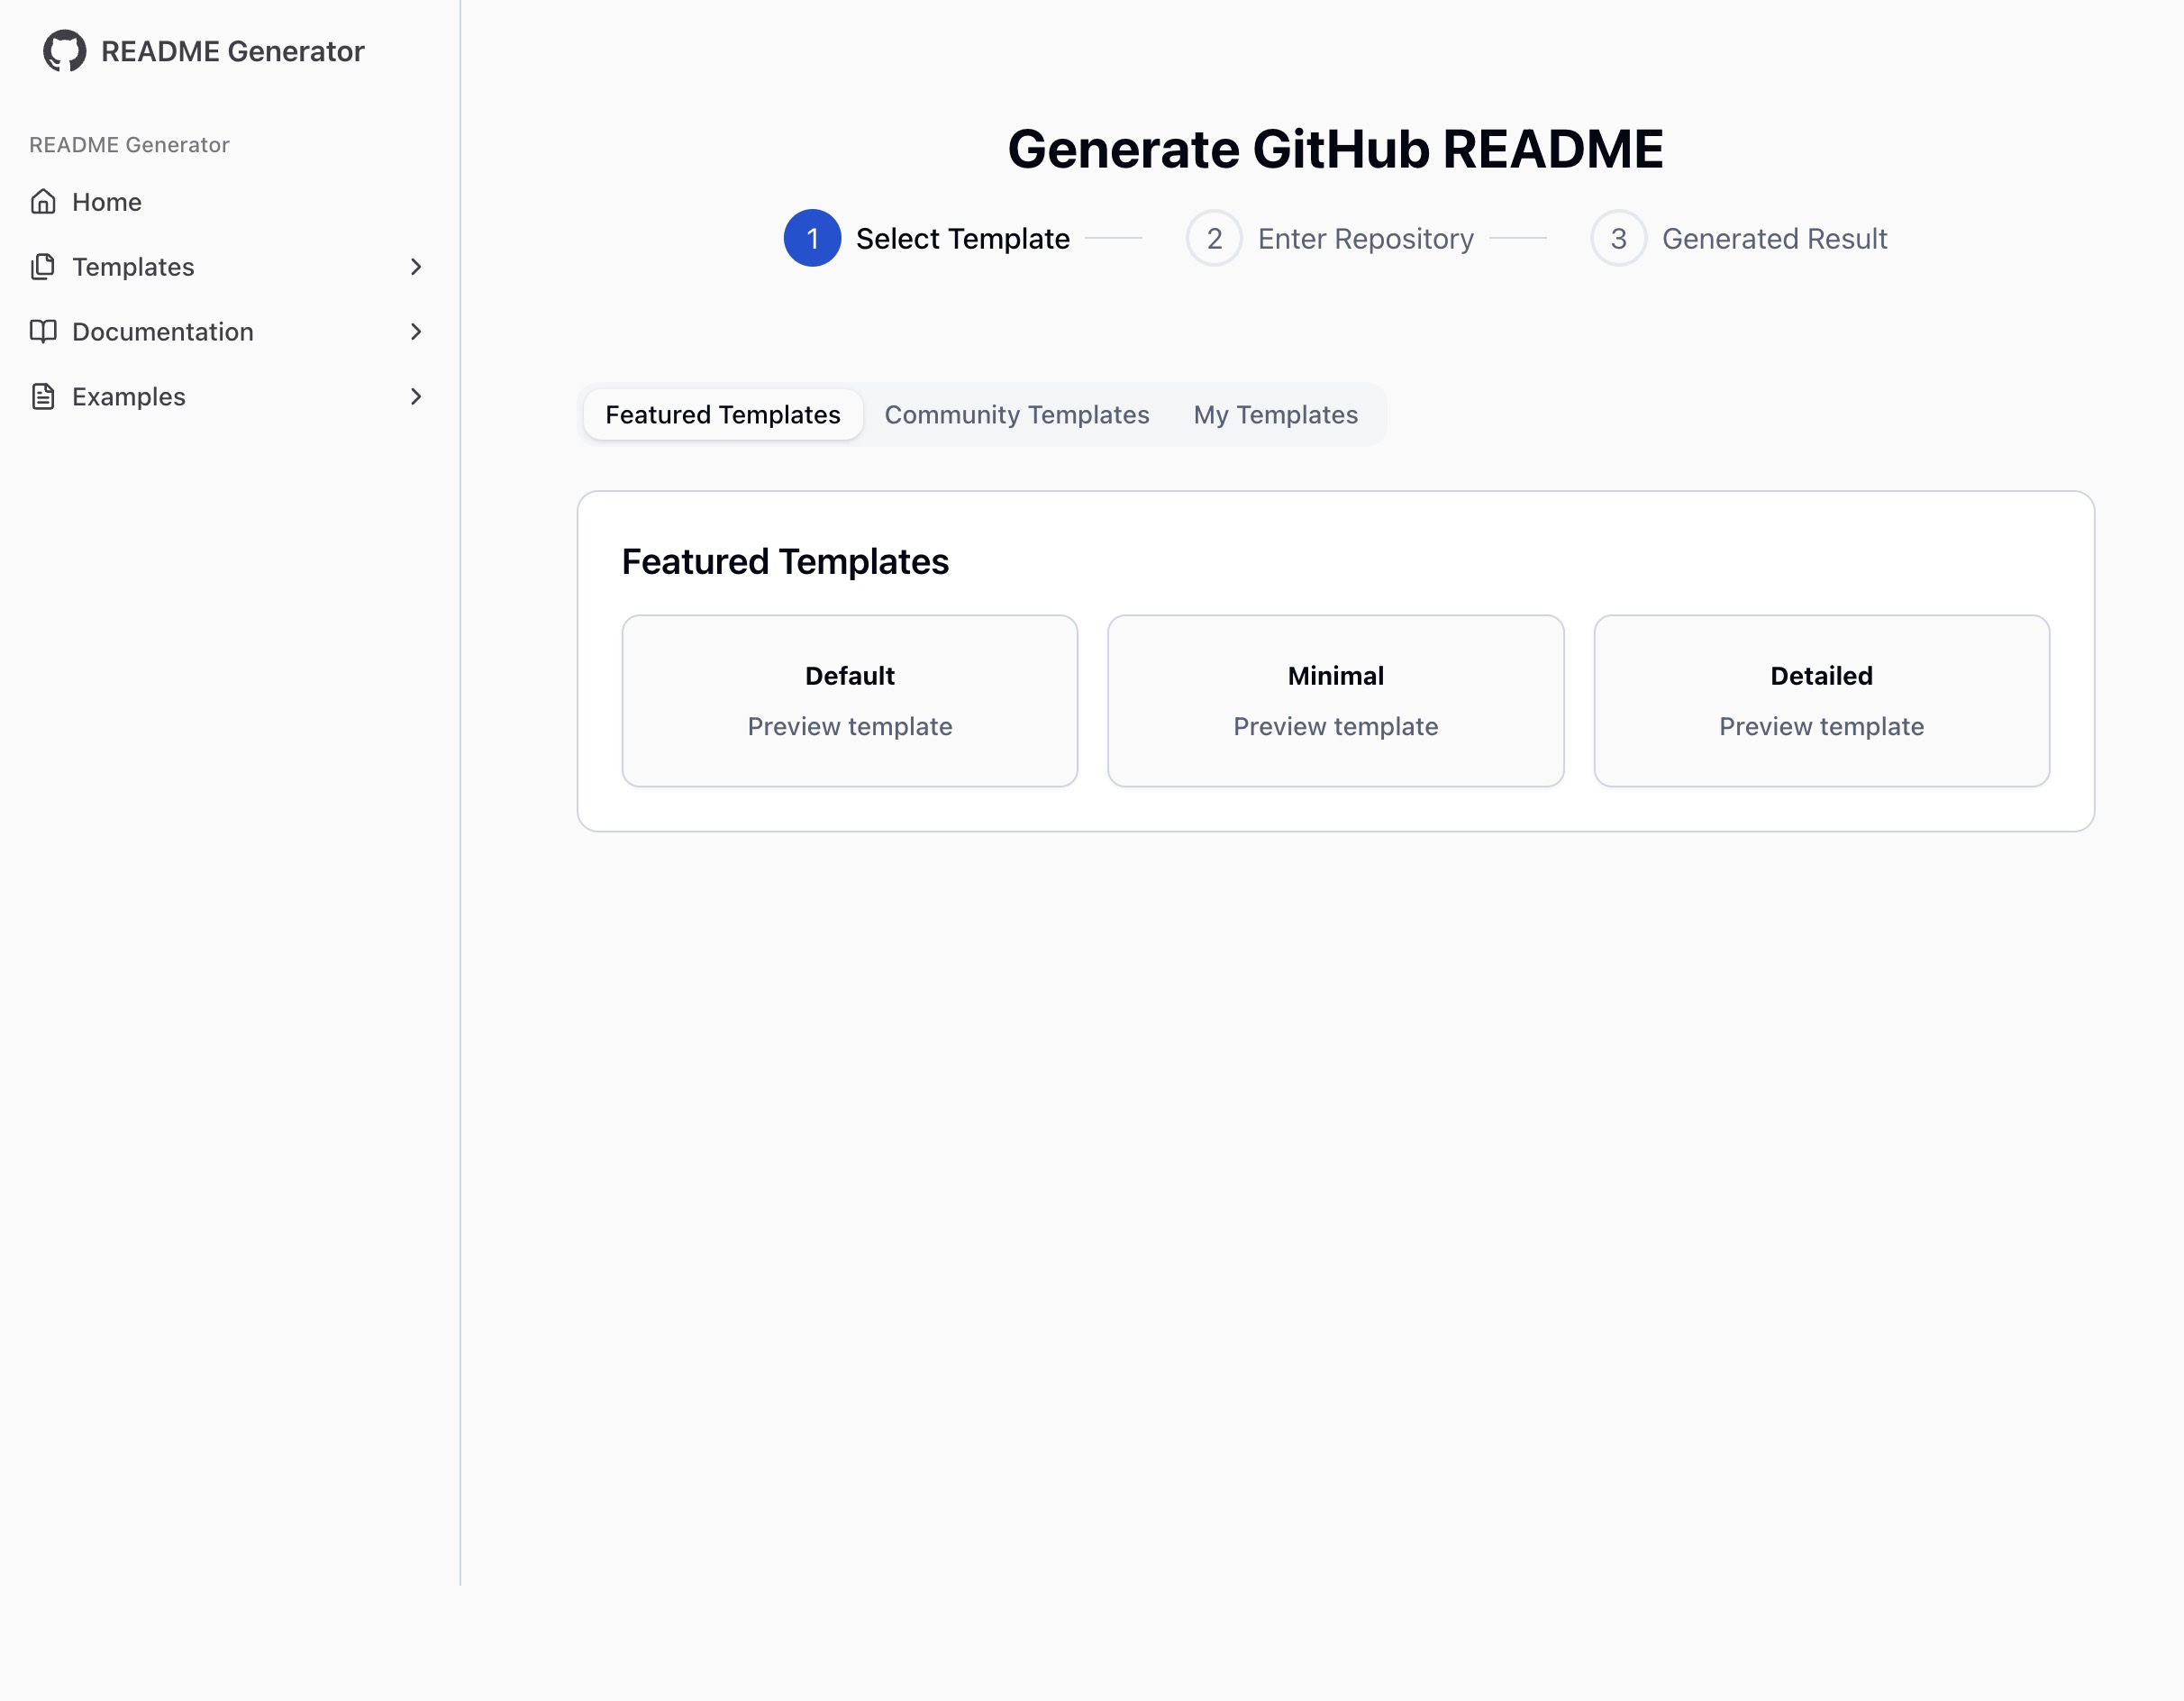 README Generator
README Generator
Home
Templates
Documentation
Examples
Generate GitHub README
1 Select Template 2 Enter Repository 3 Generated Result
Featured Templates Community Templates My Templates
Featured Templates
Default
Preview template
Minimal
Preview template
Detailed
Preview template